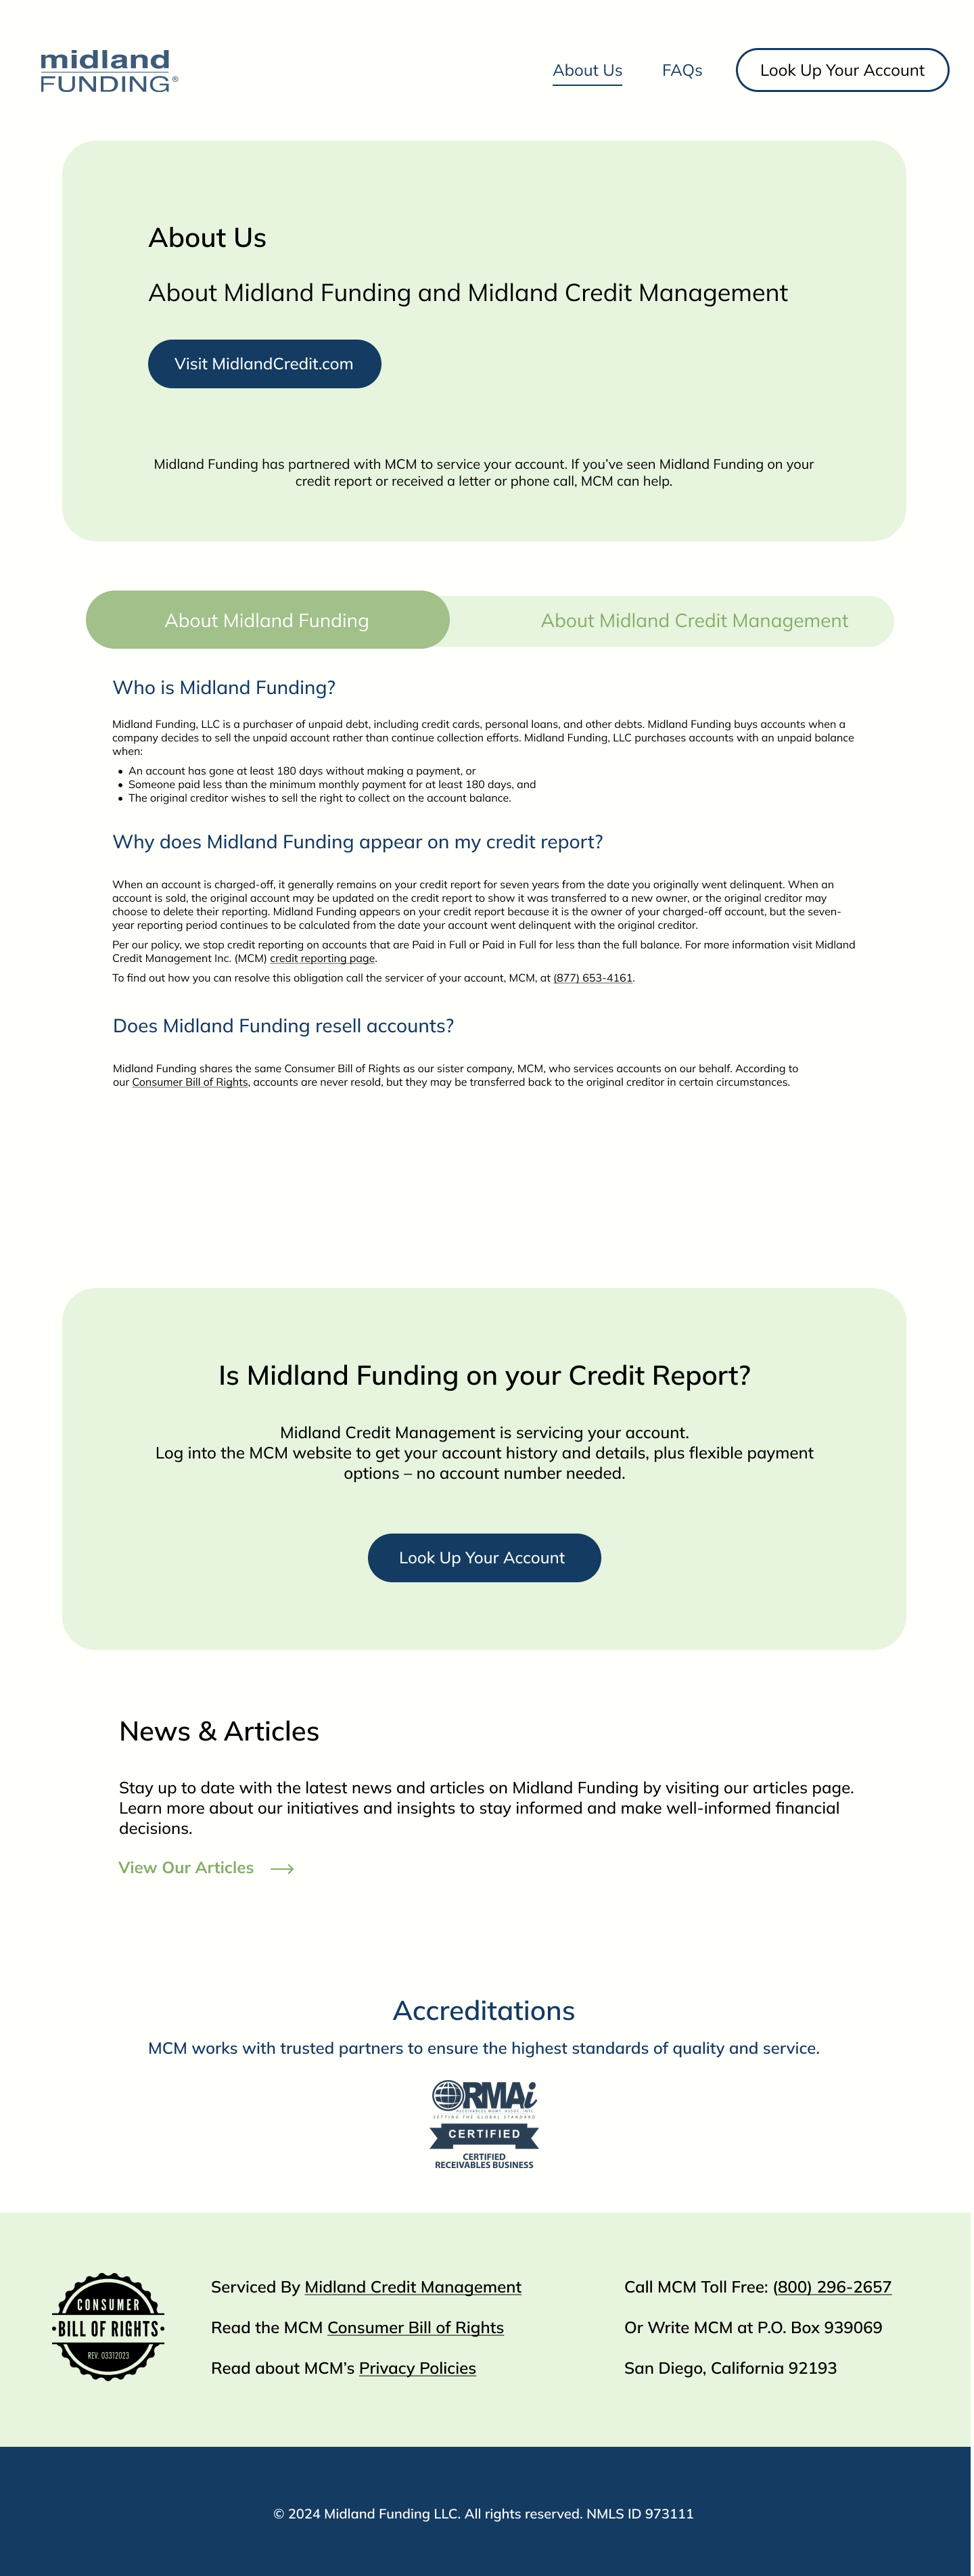 midland
FUNDING®
About Us
FAQs
Look Up Your Account
About Us
About Midland Funding and Midland Credit Management
Visit MidlandCredit.com
Midland Funding has partnered with MCM to service your account. If you’ve seen Midland Funding on your
credit report or received a letter or phone call, MCM can help.
About Midland Funding
About Midland Credit Management
Who is Midland Funding?
Midland Funding, LLC is a purchaser of unpaid debt, including credit cards, personal loans, and other debts. Midland Funding buys accounts when a
company decides to sell the unpaid account rather than continue collection efforts. Midland Funding, LLC purchases accounts with an unpaid balance
when:
• An account has gone at least 180 days without making a payment, or
• Someone paid less than the minimum monthly payment for at least 180 days, and
• The original creditor wishes to sell the right to collect on the account balance.
Why does Midland Funding appear on my credit report?
When an account is charged-off, it generally remains on your credit report for seven years from the date you originally went delinquent. When an
account is sold, the original account may be updated on the credit report to show it was transferred to a new owner, or the original creditor may
choose to delete their reporting. Midland Funding appears on your credit report because it is the owner of your charged-off account, but the seven-
year reporting period continues to be calculated from the date your account went delinquent with the original creditor.
Per our policy, we stop credit reporting on accounts that are Paid in Full or Paid in Full for less than the full balance. For more information visit Midland
Credit Management Inc. (MCM) credit reporting page.
To find out how you can resolve this obligation call the servicer of your account, MCM, at (877) 653-4161.
Does Midland Funding resell accounts?
Midland Funding shares the same Consumer Bill of Rights as our sister company, MCM, who services accounts on our behalf. According to
our Consumer Bill of Rights, accounts are never resold, but they may be transferred back to the original creditor in certain circumstances.
Is Midland Funding on your Credit Report?
Midland Credit Management is servicing your account.
Log into the MCM website to get your account history and details, plus flexible payment
options – no account number needed.
Look Up Your Account
News & Articles
Stay up to date with the latest news and articles on Midland Funding by visiting our articles page.
Learn more about our initiatives and insights to stay informed and make well-informed financial
decisions.
View Our Articles
Accreditations
MCM works with trusted partners to ensure the highest standards of quality and service.
RMAi
RECEIVABLES MGMT. ASSOC. INTL.
SETTING THE GLOBAL STANDARD
CERTIFIED
CERTIFIED
RECEIVABLES BUSINESS
CONSUMER
BILL OF RIGHTS
REV. 03312023
Serviced By Midland Credit Management
Read the MCM Consumer Bill of Rights
Read about MCM’s Privacy Policies
Call MCM Toll Free: (800) 296-2657
Or Write MCM at P.O. Box 939069
San Diego, California 92193
© 2024 Midland Funding LLC. All rights reserved. NMLS ID 973111